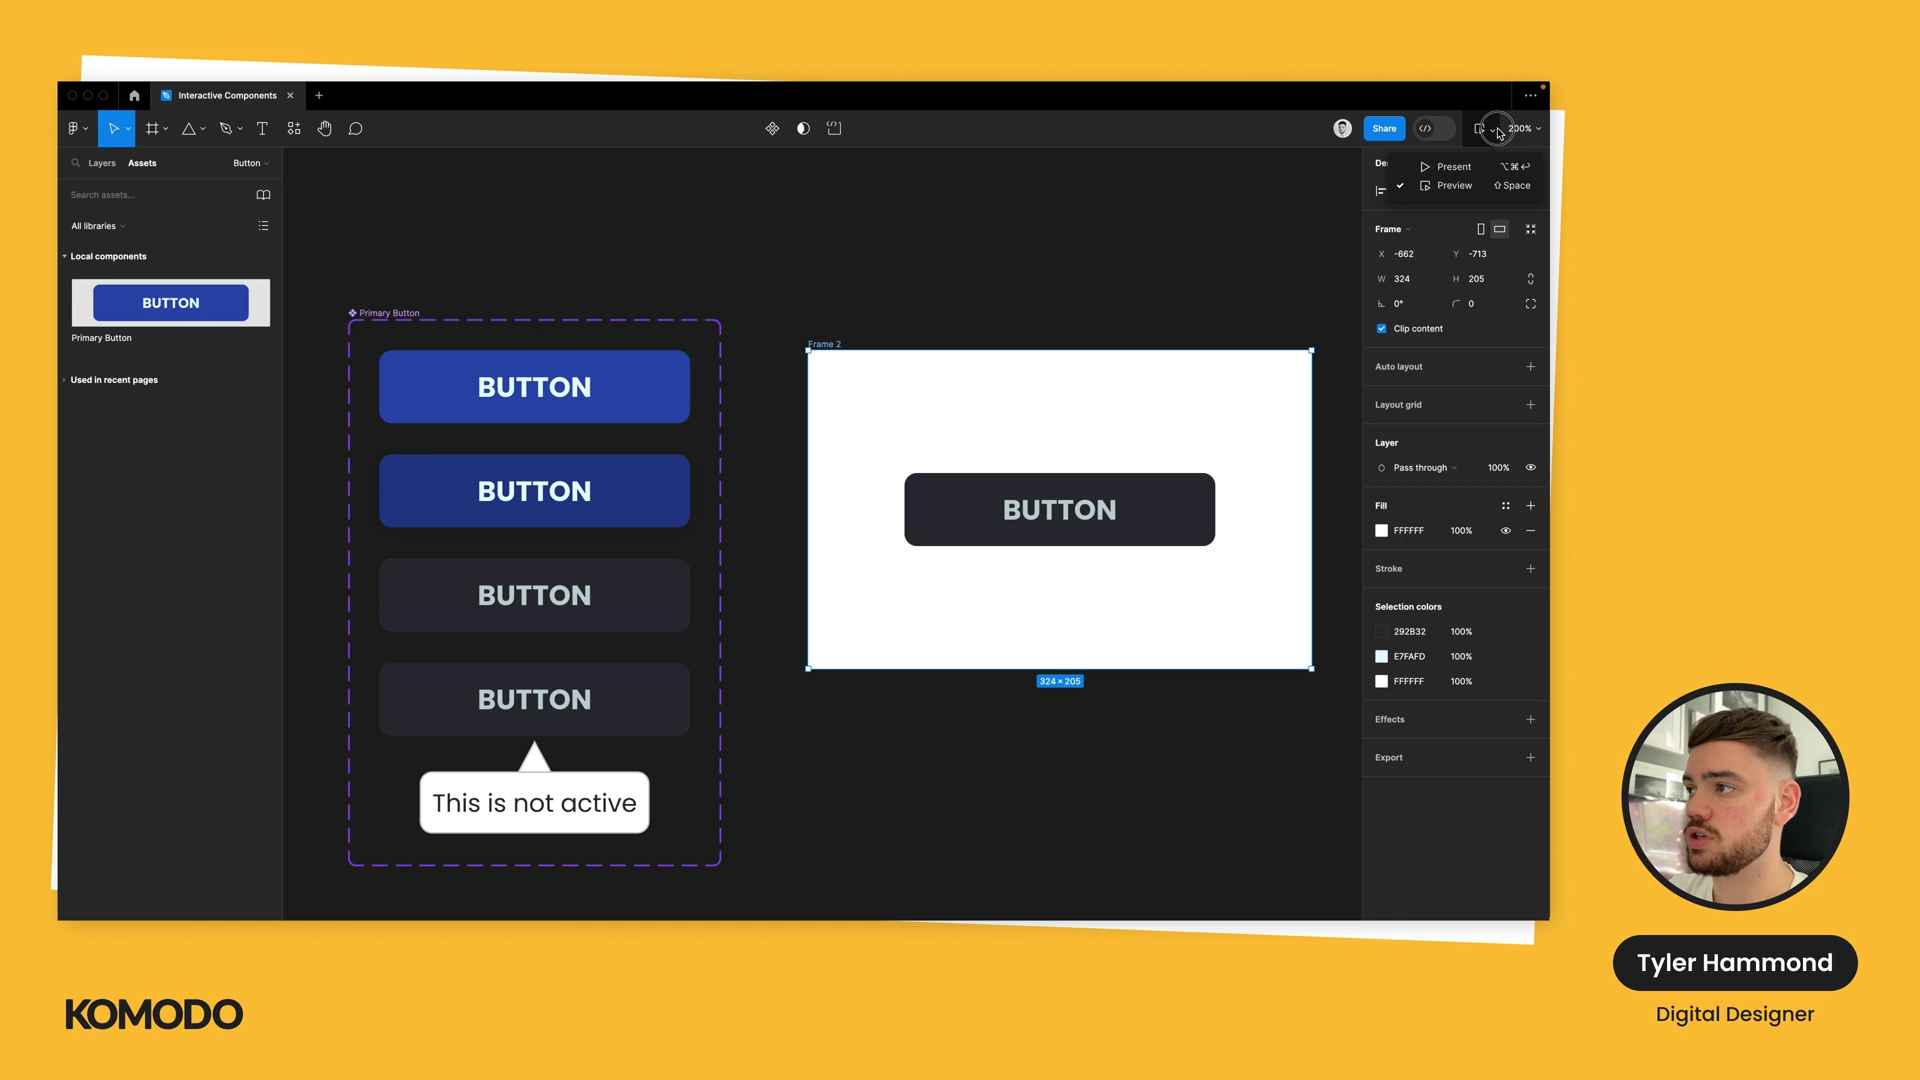 Interactive Components
Share
200%
Layers
Assets
Button
Present
⌥⌘↩
Preview
⇧Space
Search assets...
All libraries
Local components
BUTTON
Primary Button
Used in recent pages
Primary Button
BUTTON
BUTTON
BUTTON
BUTTON
This is not active
Frame 2
BUTTON
324 × 205
Frame
X -662
Y -713
W 324
H 205
0°
0
Clip content
Auto layout
Layout grid
Layer
Pass through
100%
Fill
FFFFFF 100%
Stroke
Selection colors
292B32 100%
E7FAFD 100%
FFFFFF 100%
Effects
Export
Tyler Hammond
Digital Designer
KOMODO